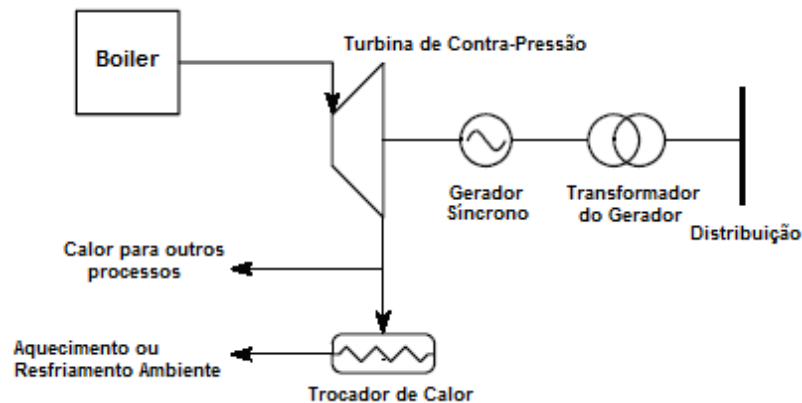 Boiler
Turbina de Contra-Pressão
Gerador
Síncrono
Transformador
do Gerador
Distribuição
Calor para outros
processos
Aquecimento ou
Resfriamento Ambiente
Trocador de Calor